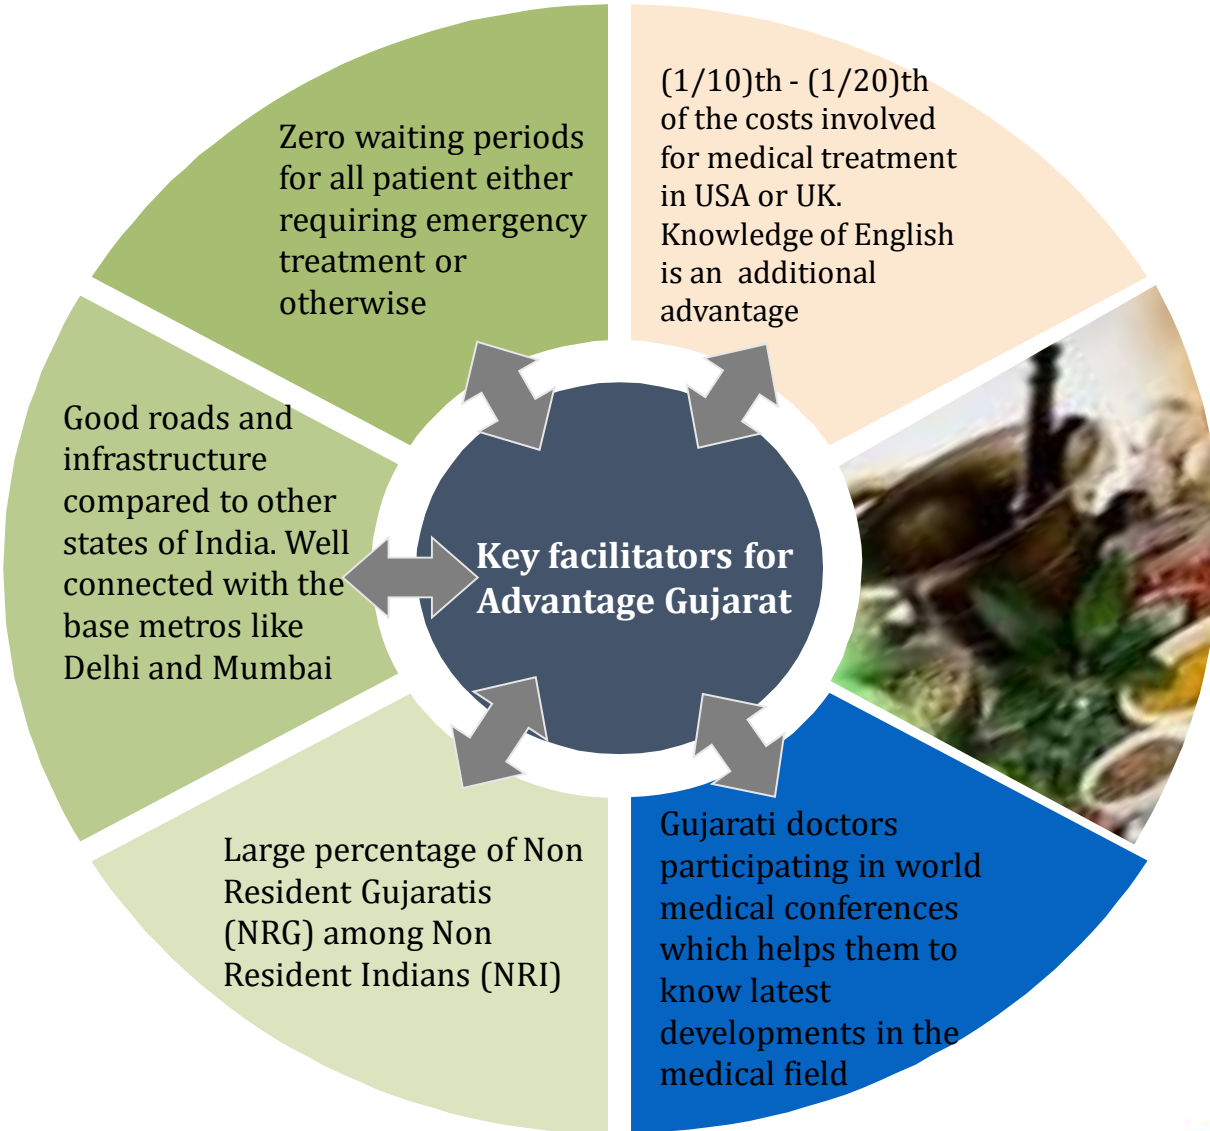 Zero waiting periods
for all patient either
requiring emergency
treatment or
otherwise
(1/10)th - (1/20)th
of the costs involved
for medical treatment
in USA or UK.
Knowledge of English
is an additional
advantage
Good roads and
infrastructure
compared to other
states of India. Well
connected with the
base metros like
Delhi and Mumbai
Key facilitators for
Advantage Gujarat
Large percentage of Non
Resident Gujaratis
(NRG) among Non
Resident Indians (NRI)
Gujarati doctors
participating in world
medical conferences
which helps them to
know latest
developments in the
medical field